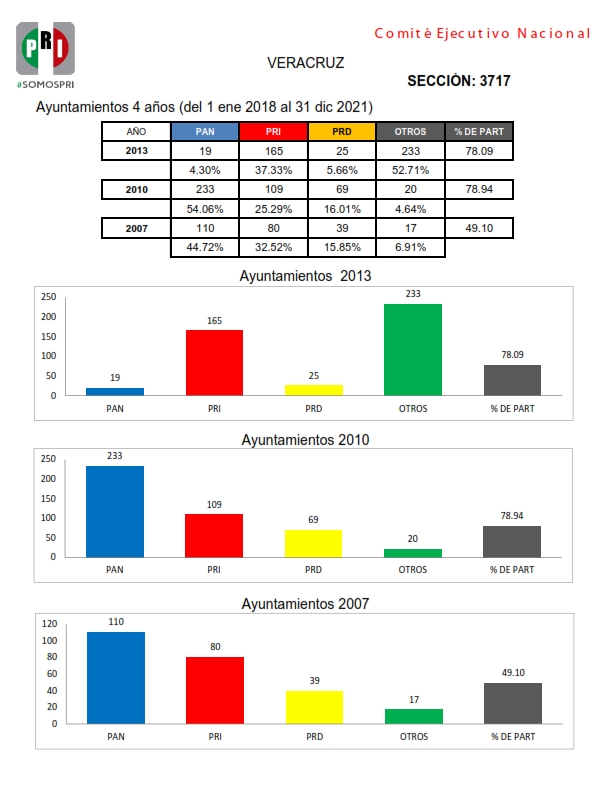 Comité Ejecutivo Nacional
PRI
#SOMOSPRI
VERACRUZ
SECCIÓN: 3717
Ayuntamientos 4 años (del 1 ene 2018 al 31 dic 2021)
AÑO PAN PRI PRD OTROS % DE PART
2013 19 165 25 233 78.09
4.30% 37.33% 5.66% 52.71%
2010 233 109 69 20 78.94
54.06% 25.29% 16.01% 4.64%
2007 110 80 39 17 49.10
44.72% 32.52% 15.85% 6.91%
Ayuntamientos 2013
250
200
150
100
50
0
19 165 25 233 78.09
PAN PRI PRD OTROS % DE PART
Ayuntamientos 2010
250
200
150
100
50
0
233 109 69 20 78.94
PAN PRI PRD OTROS % DE PART
Ayuntamientos 2007
120
100
80
60
40
20
0
110 80 39 17 49.10
PAN PRI PRD OTROS % DE PART